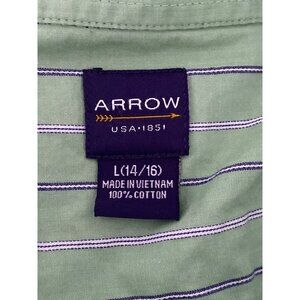 ARROW
USA·1851
L(14/16)
MADE IN VIETNAM
100% COTTON